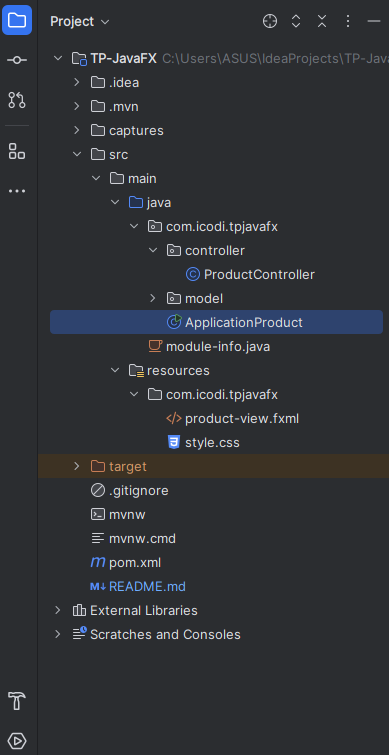 Project
TP-JavaFX C:\Users\ASUS\IdeaProjects\TP-Jav
.idea
.mvn
captures
src
main
java
com.icodi.tpjavafx
controller
ProductController
model
ApplicationProduct
module-info.java
resources
com.icodi.tpjavafx
product-view.fxml
style.css
target
.gitignore
mvnw
mvnw.cmd
pom.xml
README.md
External Libraries
Scratches and Consoles